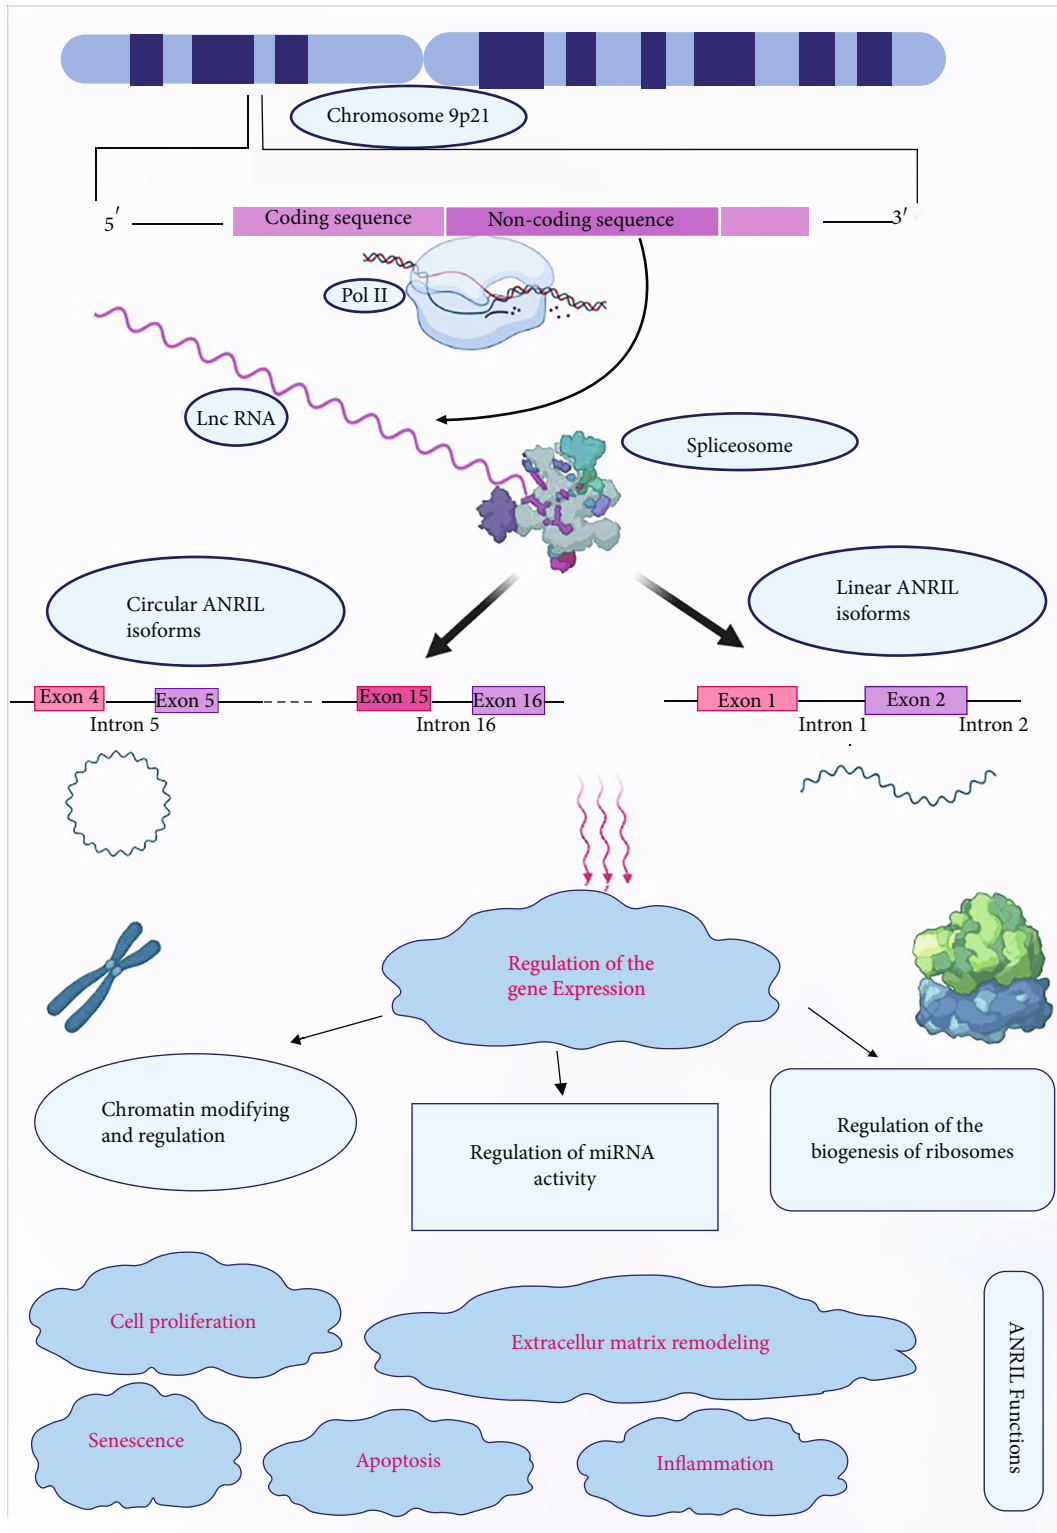 Chromosome 9p21
5′
Coding sequence
Non-coding sequence
3′
Pol II
Lnc RNA
Spliceosome
Circular ANRIL
isoforms
Linear ANRIL
isoforms
Exon 4
Exon 5
Exon 15
Exon 16
Exon 1
Exon 2
Intron 5
Intron 16
Intron 1
Intron 2
Regulation of the
gene Expression
Chromatin modifying
and regulation
Regulation of miRNA
activity
Regulation of the
biogenesis of ribosomes
Cell proliferation
Extracellur matrix remodeling
Senescence
Apoptosis
Inflammation
ANRIL Functions